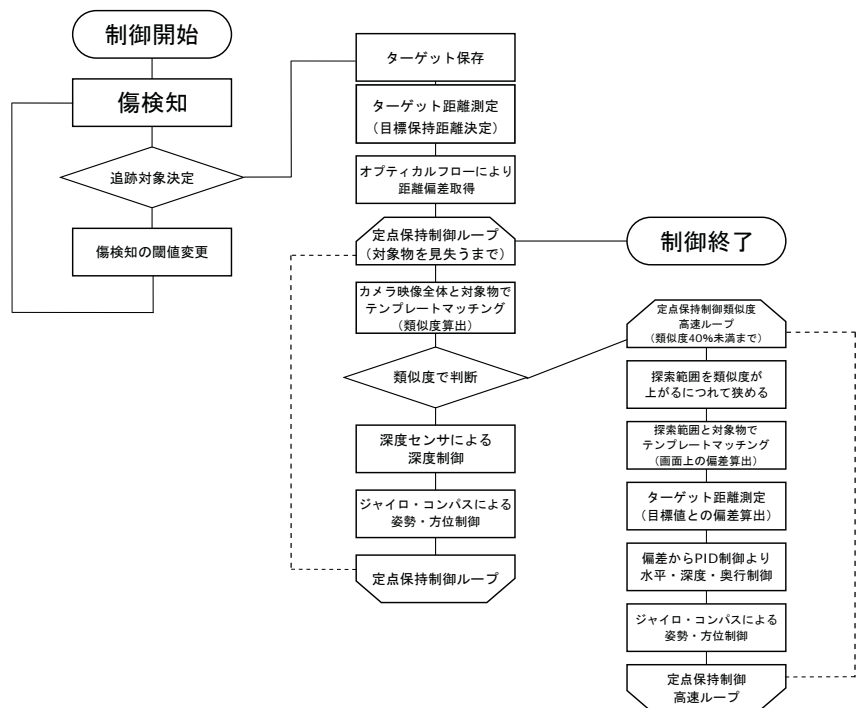 制御開始
傷検知
追跡対象決定
傷検知の閾値変更
ターゲット保存
ターゲット距離測定
（目標保持距離決定）
オプティカルフローにより
距離偏差取得
定点保持制御ループ
（対象物を見失うまで）
制御終了
カメラ映像全体と対象物で
テンプレートマッチング
（類似度算出）
類似度で判断
深度センサによる
深度制御
ジャイロ・コンパスによる
姿勢・方位制御
定点保持制御ループ
定点保持制御類似度
高速ループ
（類似度40%未満まで）
探索範囲を類似度が
上がるにつれて狭める
探索範囲と対象物で
テンプレートマッチング
（画面上の偏差算出）
ターゲット距離測定
（目標値との偏差算出）
偏差からPID制御より
水平・深度・奥行制御
ジャイロ・コンパスによる
姿勢・方位制御
定点保持制御
高速ループ